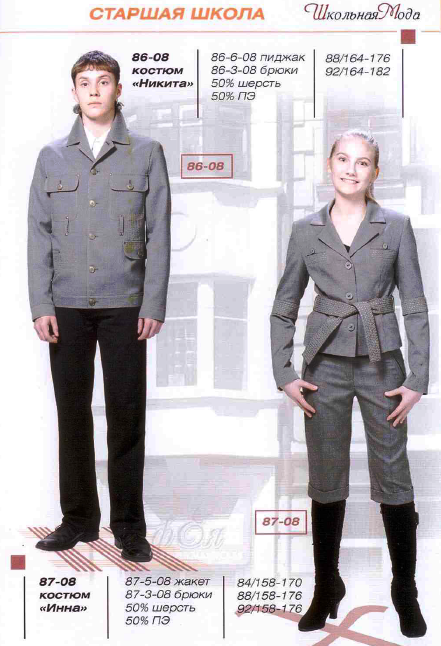 СТАРШАЯ ШКОЛА
ШкольнаяМода
86-08
костюм
«Никита»
86-6-08 пиджак
86-3-08 брюки
50% шерсть
50% ПЭ
88/164-176
92/164-182
86-08
87-08
87-08
костюм
«Инна»
87-5-08 жакет
87-3-08 брюки
50% шерсть
50% ПЭ
84/158-170
88/158-176
92/158-176